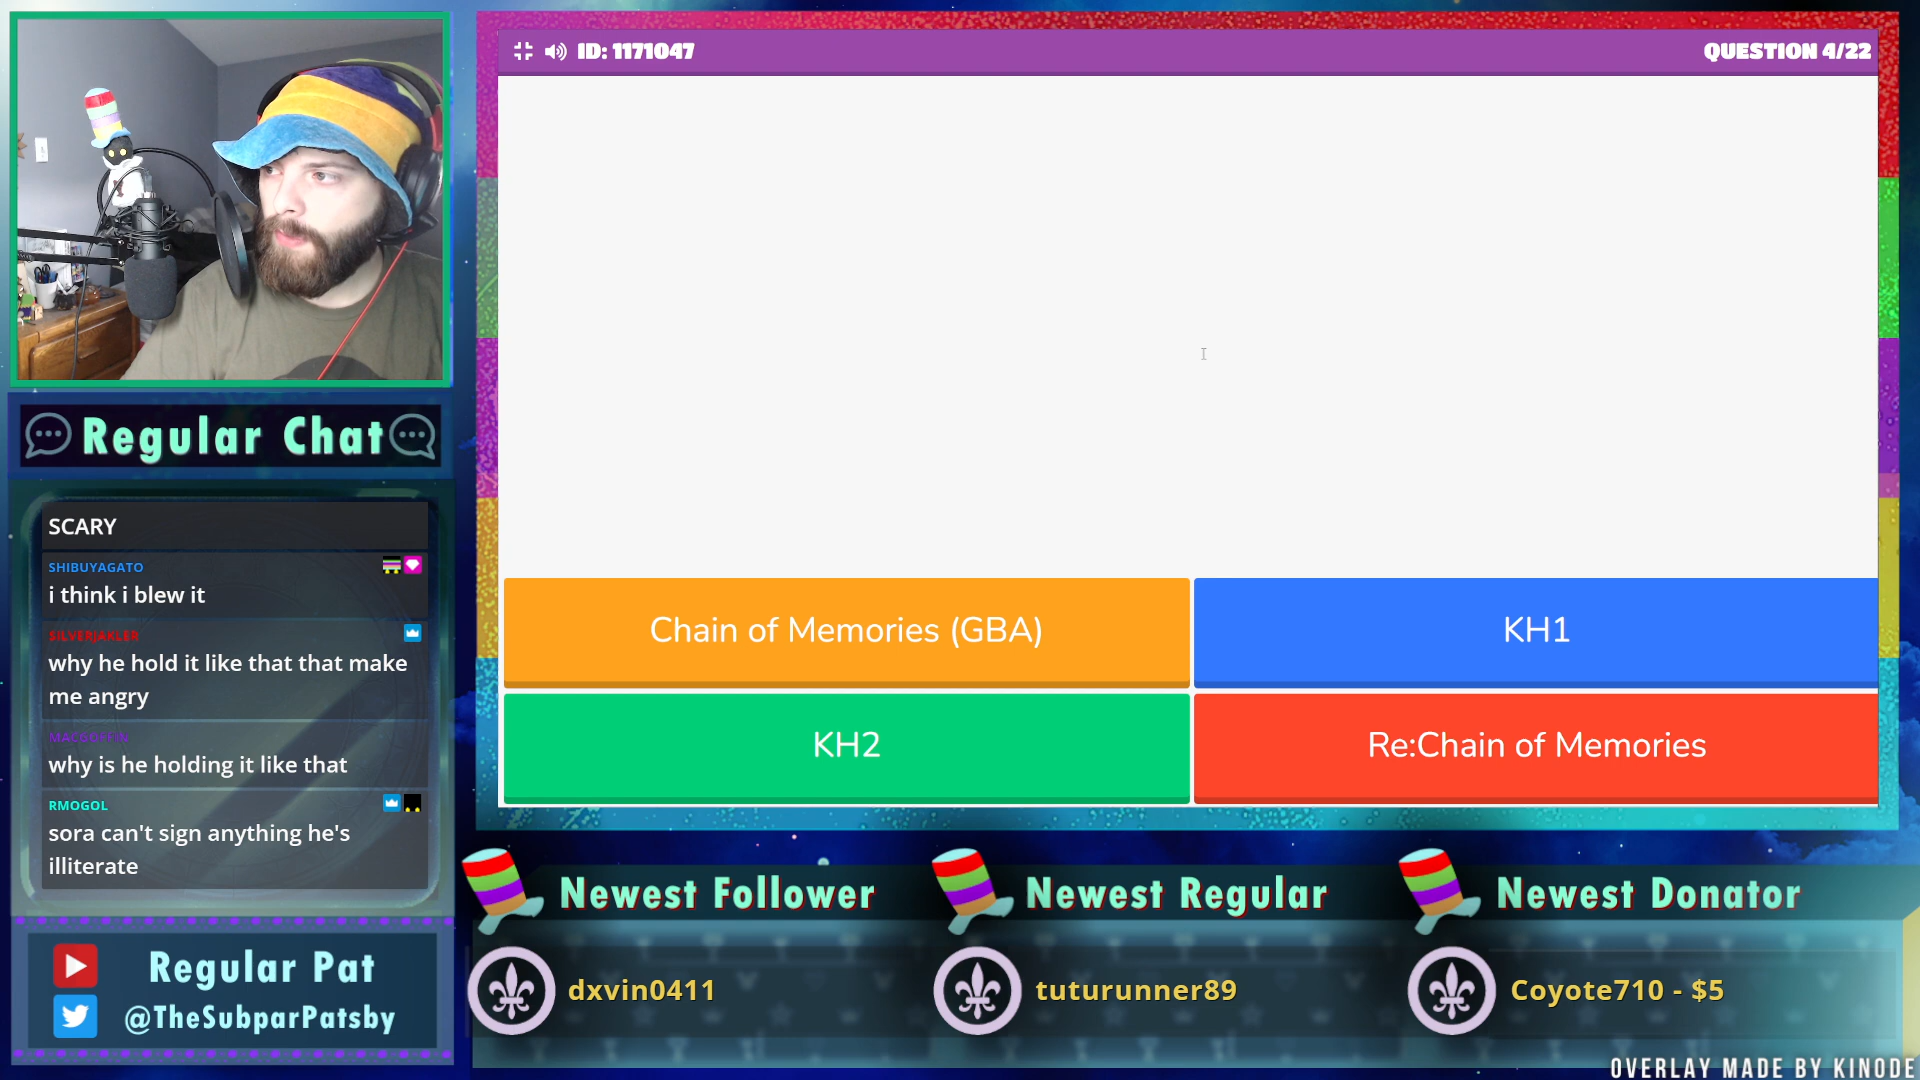 ID: 1171047
QUESTION 4/22
Chain of Memories (GBA)
KH1
KH2
Re:Chain of Memories
Regular Chat
SCARY
SHIBUYAGATO
i think i blew it
SILVERJAKLER
why he hold it like that that make
me angry
MACGOFFIN
why is he holding it like that
RMOGOL
sora can't sign anything he's
illiterate
Regular Pat
@TheSubparPatsby
Newest Follower
dxvin0411
Newest Regular
tuturunner89
Newest Donator
Coyote710 - $5
OVERLAY MADE BY KINODE